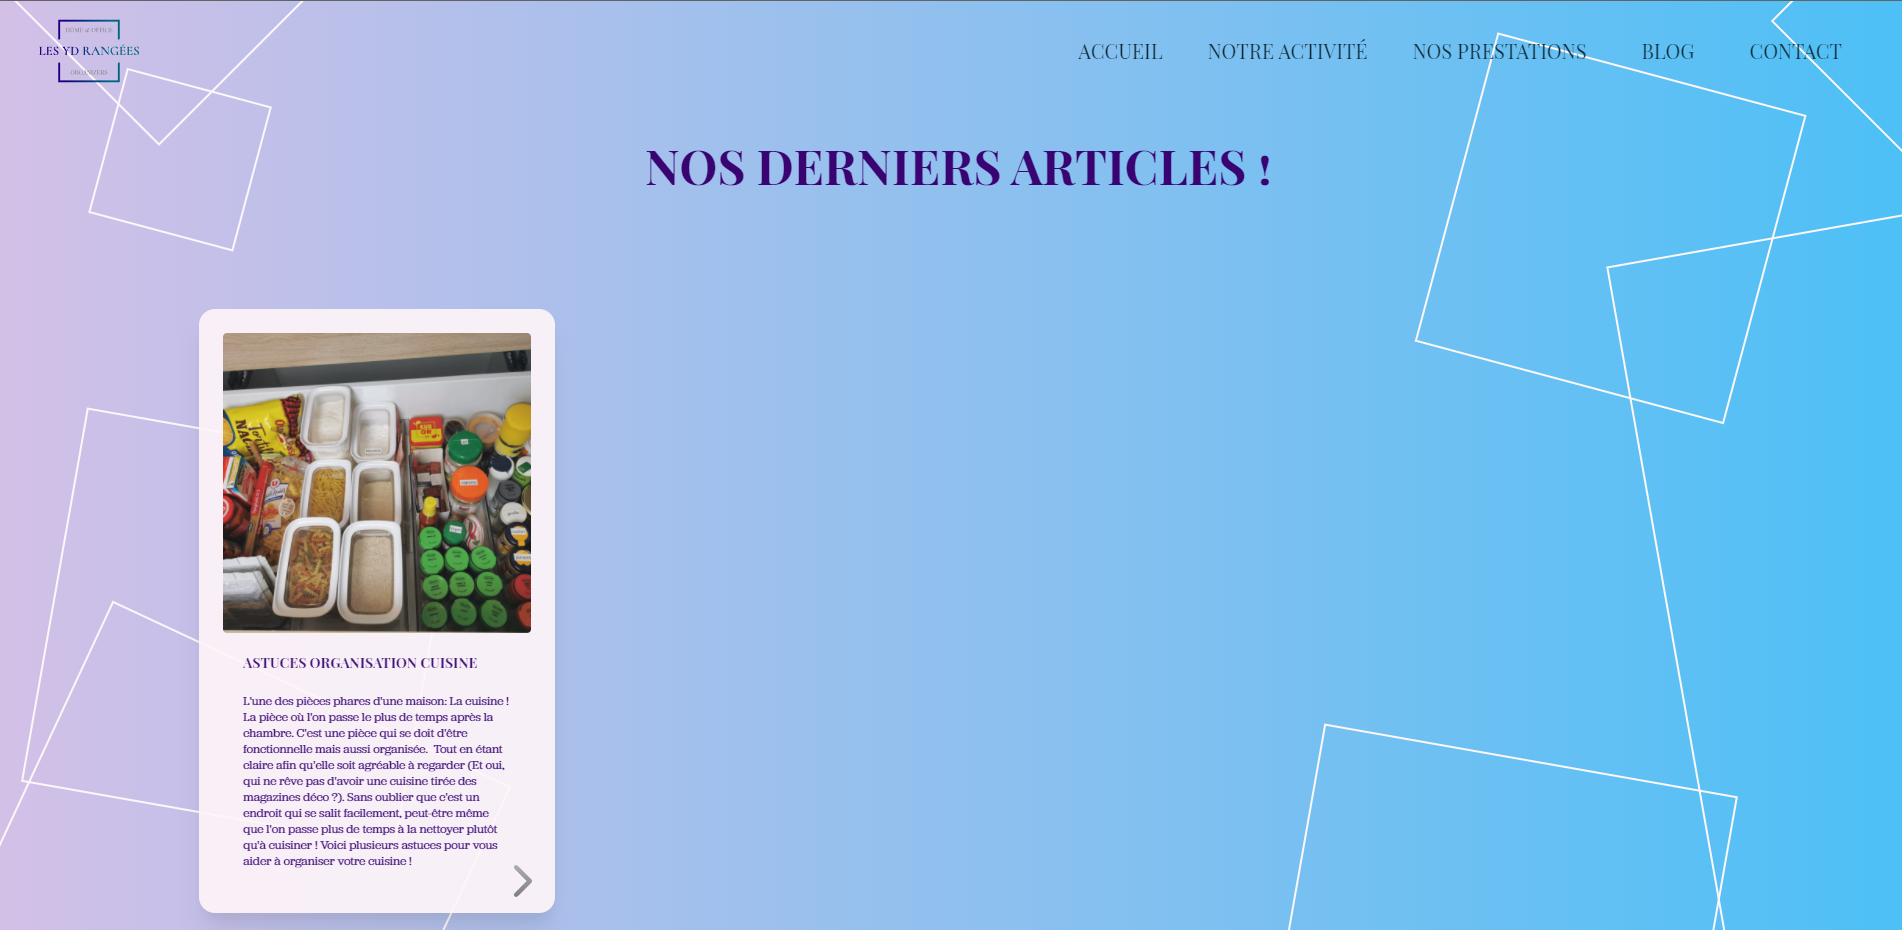 HOME & OFFICE
LES YD RANGÉES
ORGANIZERS
ACCUEIL NOTRE ACTIVITÉ NOS PRESTATIONS BLOG CONTACT
NOS DERNIERS ARTICLES !
ASTUCES ORGANISATION CUISINE
L'une des pièces phares d'une maison: La cuisine !
La pièce où l'on passe le plus de temps après la
chambre. C'est une pièce qui se doit d'être
fonctionnelle mais aussi organisée.  Tout en étant
claire afin qu'elle soit agréable à regarder (Et oui,
qui ne rêve pas d'avoir une cuisine tirée des
magazines déco ?). Sans oublier que c'est un
endroit qui se salit facilement, peut-être même
que l'on passe plus de temps à la nettoyer plutôt
qu'à cuisiner ! Voici plusieurs astuces pour vous
aider à organiser votre cuisine !